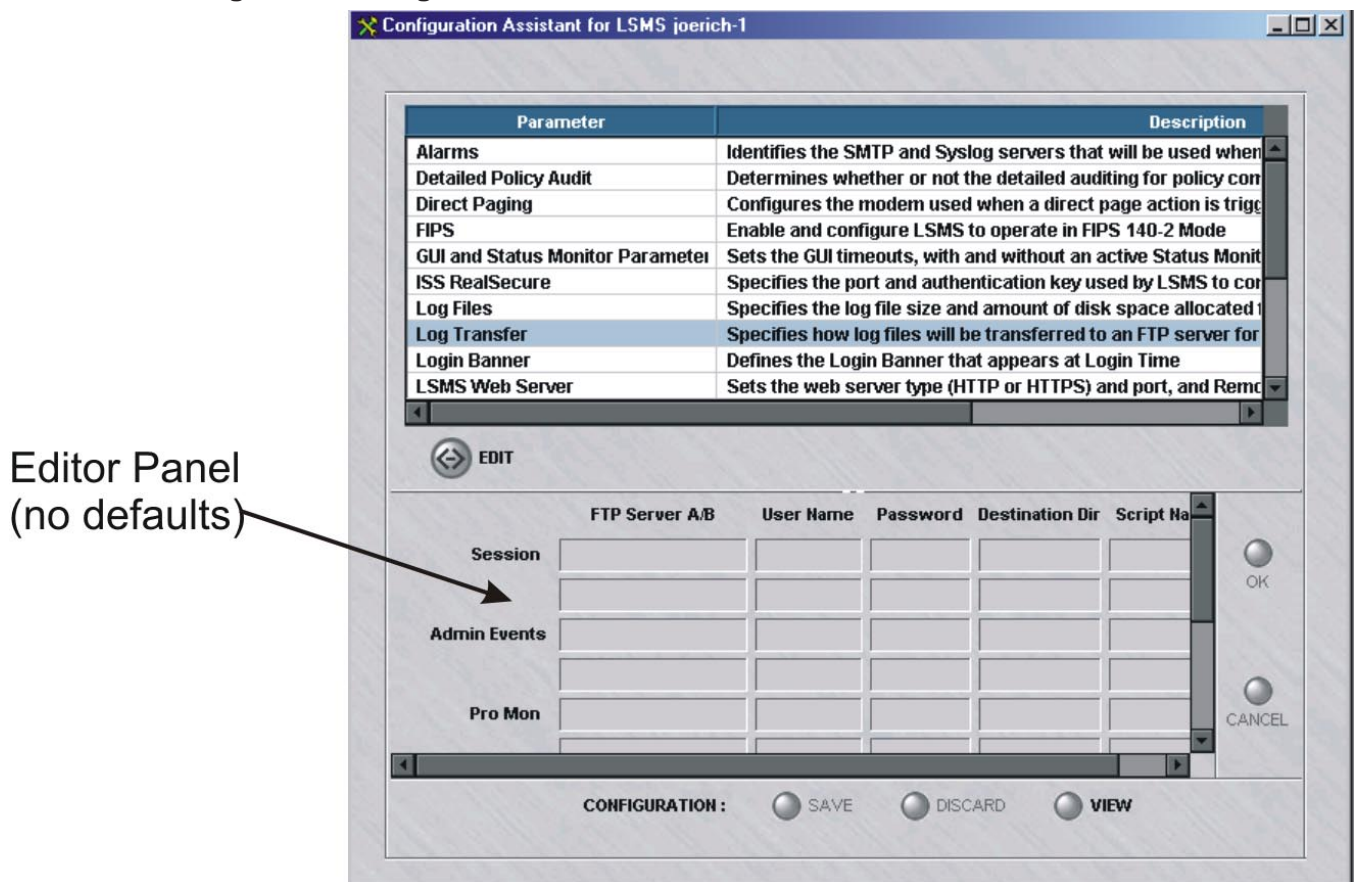 Configuration Assistant for LSMS joerich-1
Parameter Description
Alarms Identifies the SMTP and Syslog servers that will be used when
Detailed Policy Audit Determines whether or not the detailed auditing for policy com
Direct Paging Configures the modem used when a direct page action is trigg
FIPS Enable and configure LSMS to operate in FIPS 140-2 Mode
GUI and Status Monitor Parameter Sets the GUI timeouts, with and without an active Status Monit
ISS RealSecure Specifies the port and authentication key used by LSMS to con
Log Files Specifies the log file size and amount of disk space allocated
Log Transfer Specifies how log files will be transferred to an FTP server for
Login Banner Defines the Login Banner that appears at Login Time
LSMS Web Server Sets the web server type (HTTP or HTTPS) and port, and Remo
EDIT
Editor Panel
(no defaults)
FTP Server A/B User Name Password Destination Dir Script Na
Session
OK
Admin Events
Pro Mon
CANCEL
CONFIGURATION : SAVE DISCARD VIEW